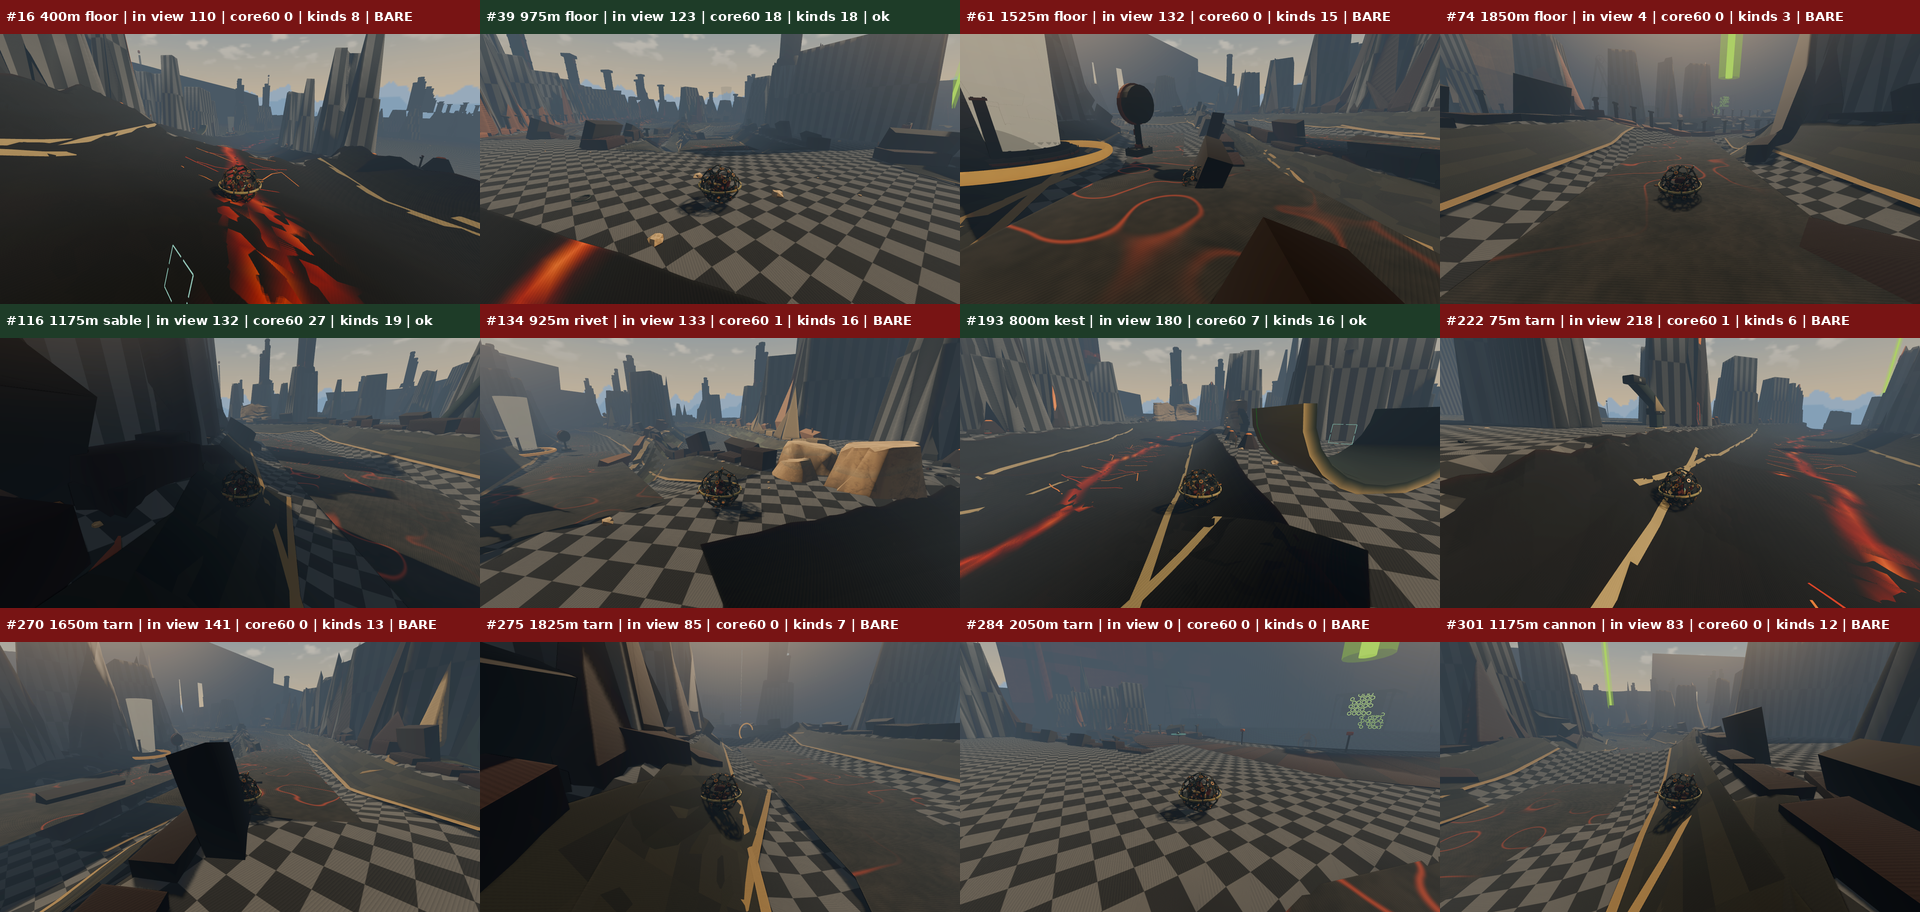 #16 400m floor | in view 110 | core60 0 | kinds 8 | BARE
#39 975m floor | in view 123 | core60 18 | kinds 18 | ok
#61 1525m floor | in view 132 | core60 0 | kinds 15 | BARE
#74 1850m floor | in view 4 | core60 0 | kinds 3 | BARE
#116 1175m sable | in view 132 | core60 27 | kinds 19 | ok
#134 925m rivet | in view 133 | core60 1 | kinds 16 | BARE
#193 800m kest | in view 180 | core60 7 | kinds 16 | ok
#222 75m tarn | in view 218 | core60 1 | kinds 6 | BARE
#270 1650m tarn | in view 141 | core60 0 | kinds 13 | BARE
#275 1825m tarn | in view 85 | core60 0 | kinds 7 | BARE
#284 2050m tarn | in view 0 | core60 0 | kinds 0 | BARE
#301 1175m cannon | in view 83 | core60 0 | kinds 12 | BARE